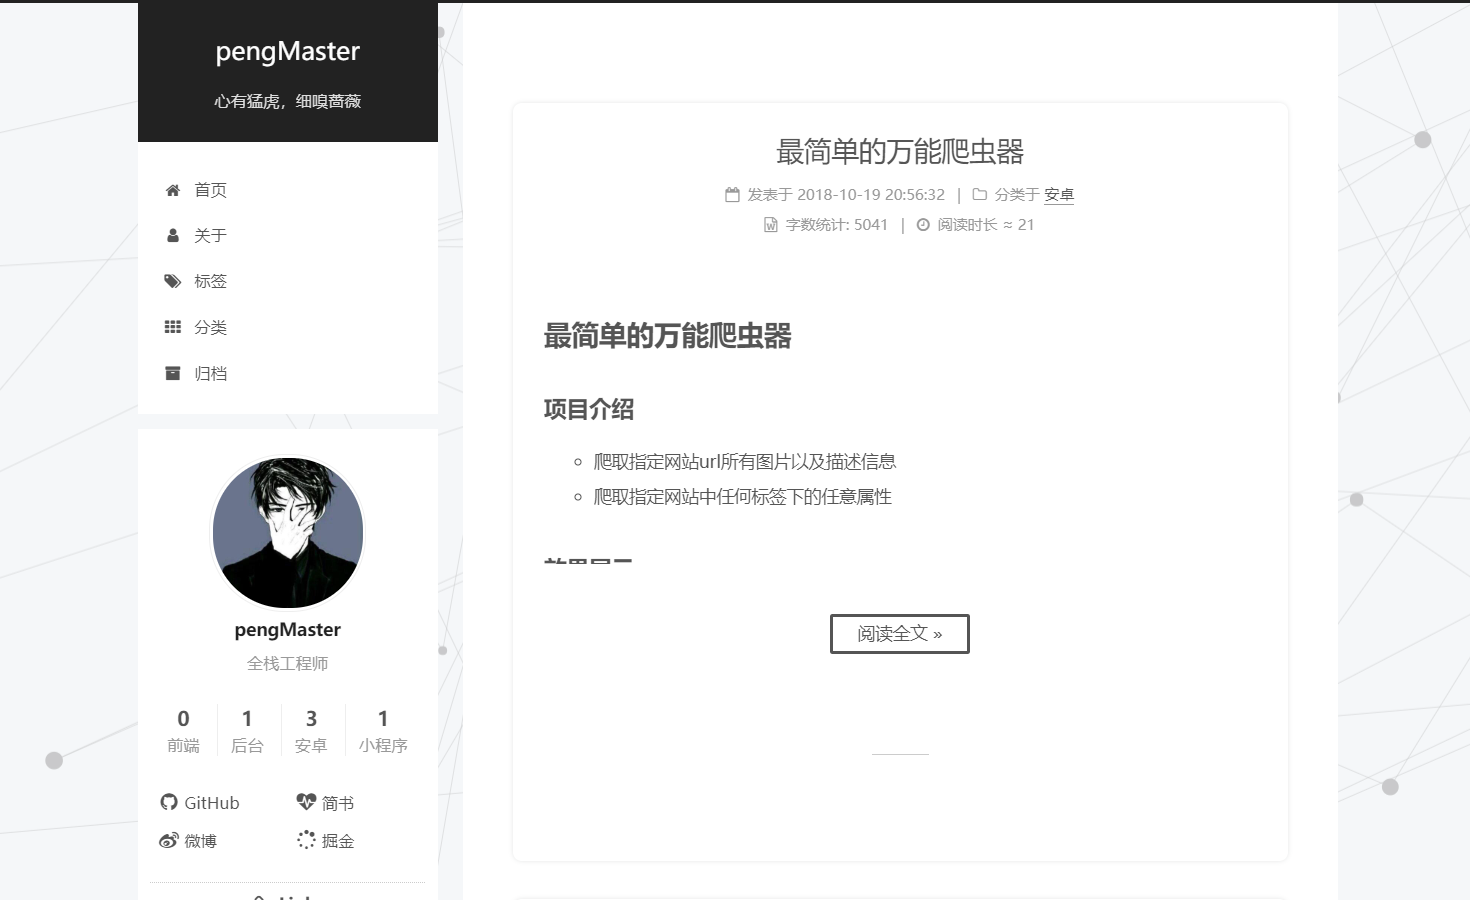 pengMaster
心有猛虎，细嗅蔷薇
首页
关于
标签
分类
归档
pengMaster
全栈工程师
0 1 3 1
前端 后台 安卓 小程序
GitHub 简书
微博 掘金
最简单的万能爬虫器
发表于 2018-10-19 20:56:32 | 分类于 安卓
字数统计: 5041 | 阅读时长 ≈ 21
最简单的万能爬虫器
项目介绍
爬取指定网站url所有图片以及描述信息
爬取指定网站中任何标签下的任意属性
阅读全文 »